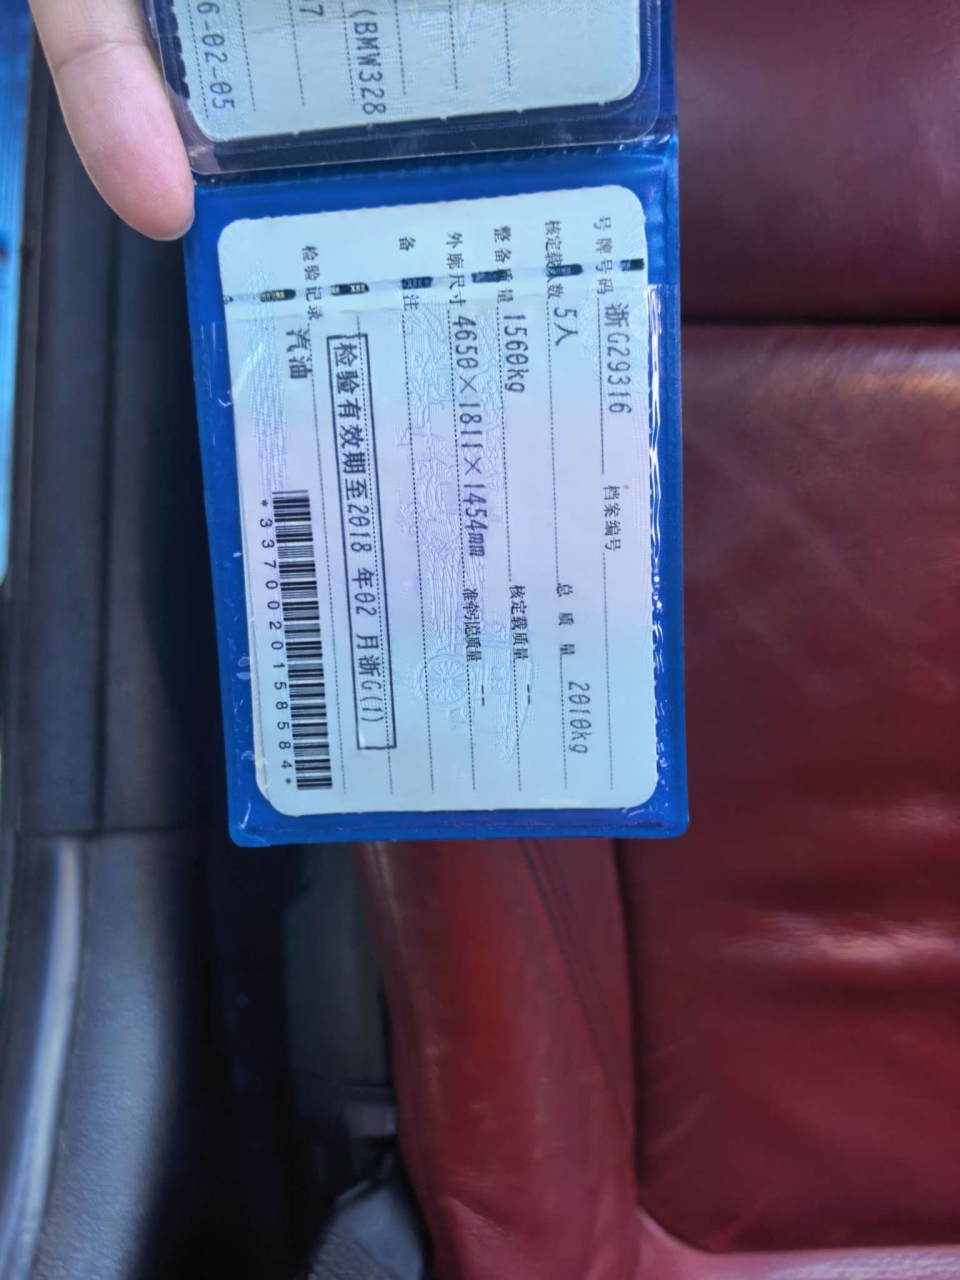 (BMW328
7
6-02-05
号牌号码 浙G29316 档案编号
核定载人数 5人 总质量 2010kg
整备质量 1560kg 核定载质量 --
外廓尺寸 4650×1811×1454mm 准牵引总质量 --
备注
检验有效期至2018年02月浙G(1)
检验记录
汽油
*3370020158584*